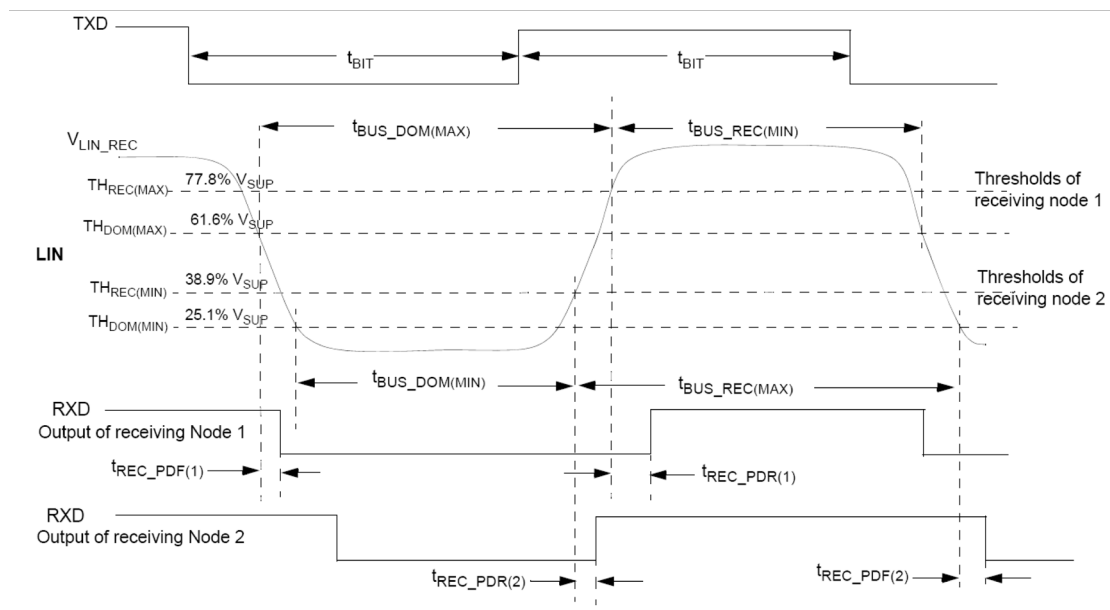 TXD
tBIT
tBIT
tBUS_DOM(MAX)
tBUS_REC(MIN)
VLIN_REC
THREC(MAX) 77.8% VSUP
Thresholds of
receiving node 1
THDOM(MAX) 61.6% VSUP
LIN
THREC(MIN) 38.9% VSUP
Thresholds of
receiving node 2
THDOM(MIN) 25.1% VSUP
tBUS_DOM(MIN)
tBUS_REC(MAX)
RXD
Output of receiving Node 1
tREC_PDF(1)
tREC_PDR(1)
RXD
Output of receiving Node 2
tREC_PDR(2)
tREC_PDF(2)